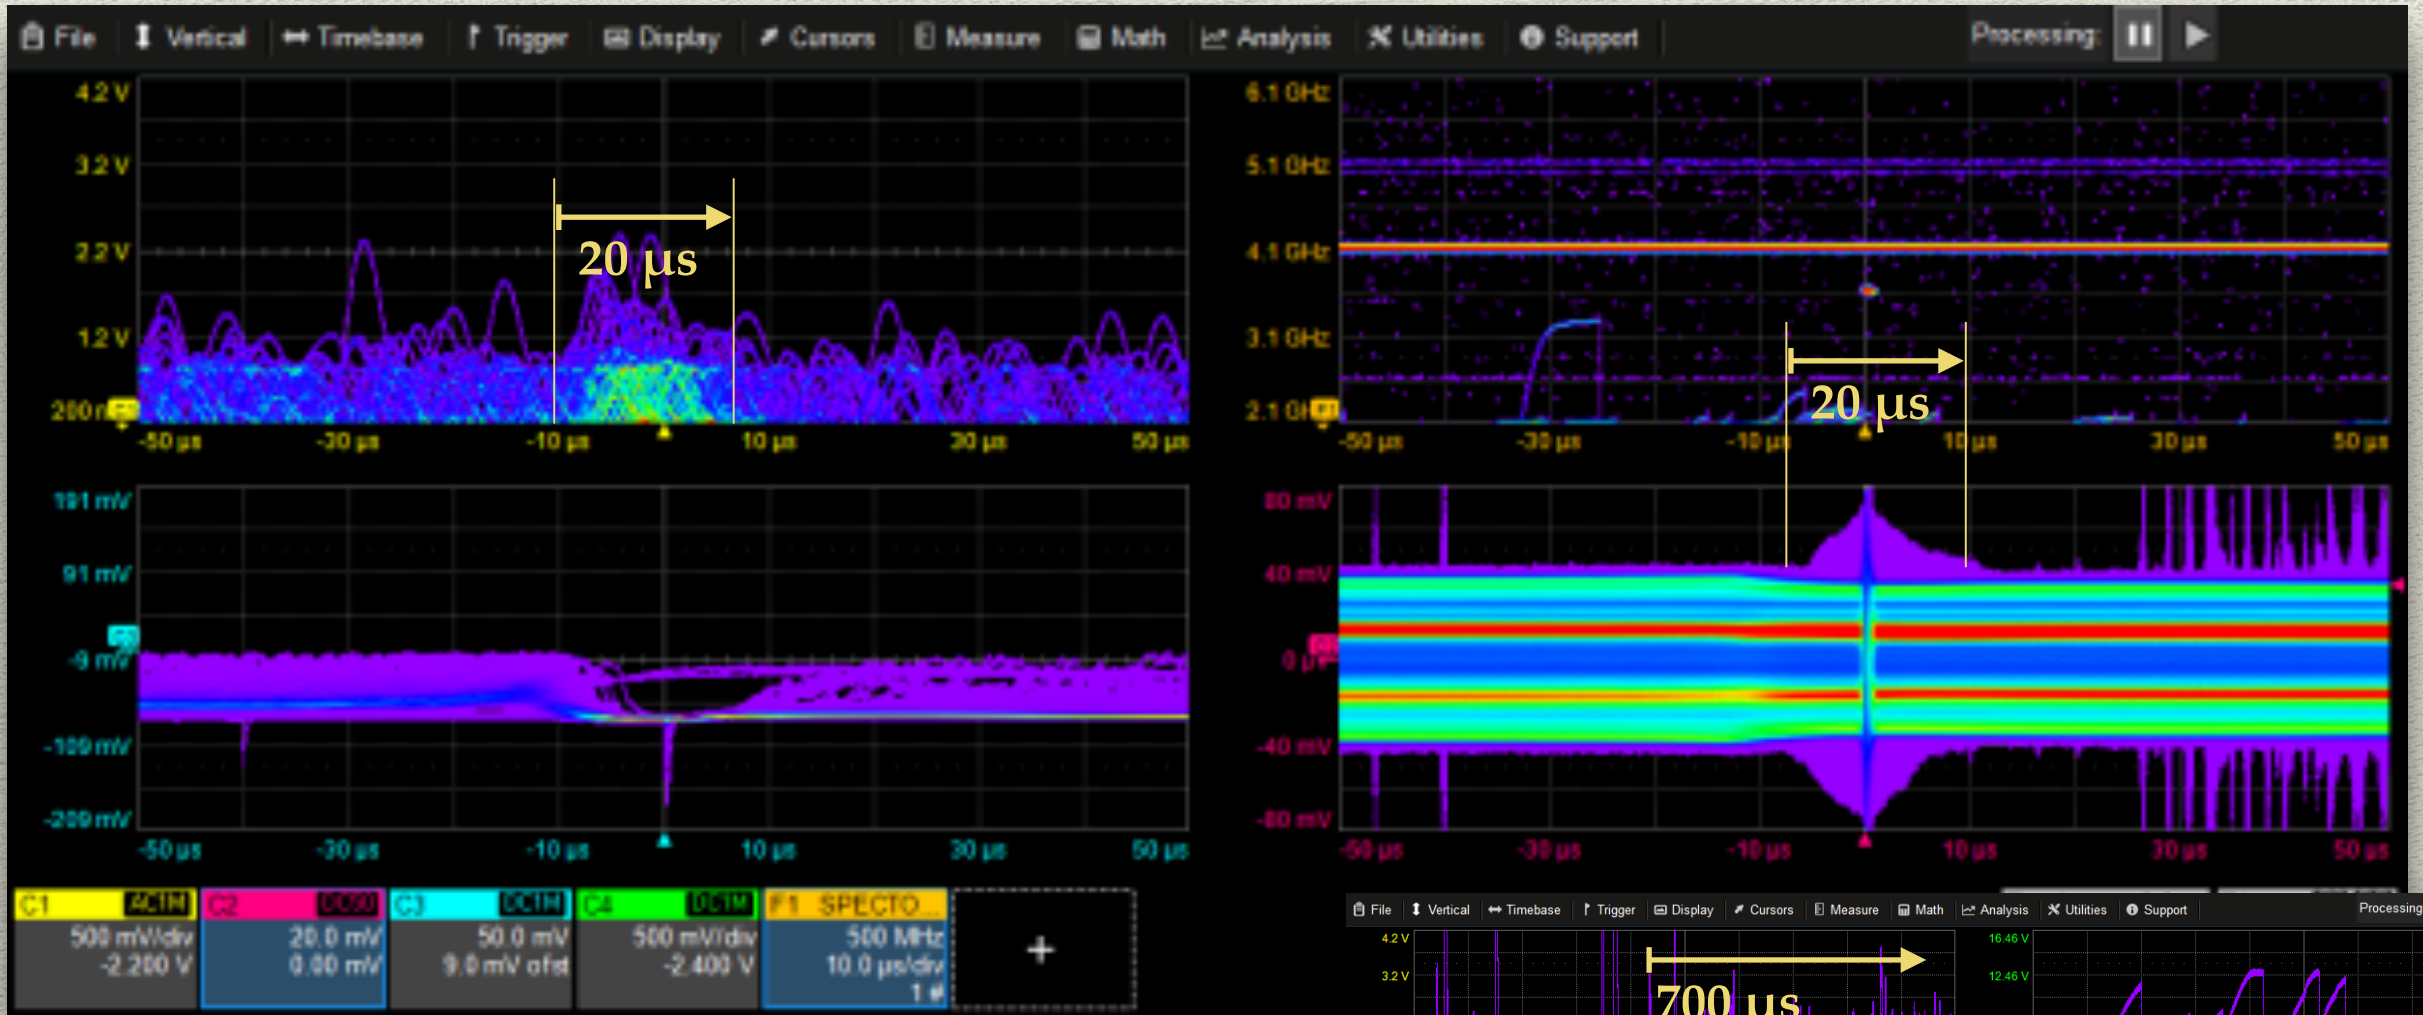 File Vertical Timebase Trigger Display Cursors Measure Math Analysis Utilities Support Processing:
4.2 V
3.2 V
2.2 V
1.2 V
-50 µs -30 µs -10 µs 10 µs 30 µs 50 µs
20 µs
6.1 GHz
5.1 GHz
4.1 GHz
3.1 GHz
-50 µs -30 µs -10 µs 10 µs 30 µs 50 µs
20 µs
191 mV
91 mV
-9 mV
-109 mV
-209 mV
-50 µs -30 µs -10 µs 10 µs 30 µs 50 µs
80 mV
40 mV
-40 mV
-80 mV
-50 µs -30 µs -10 µs 10 µs 30 µs 50 µs
C1 AC1M
500 mV/div
-2.200 V
C2 DC50
20.0 mV
0.00 mV
C3 DC1M
50.0 mV
9.0 mV ofst
C4 DC1M
500 mV/div
-2.400 V
F1 SPECTO...
500 MHz
10.0 µs/div
1 #
File Vertical Timebase Trigger Display Cursors Measure Math Analysis Utilities Support Processing
4.2 V
3.2 V
700 µs
16.46 V
12.46 V